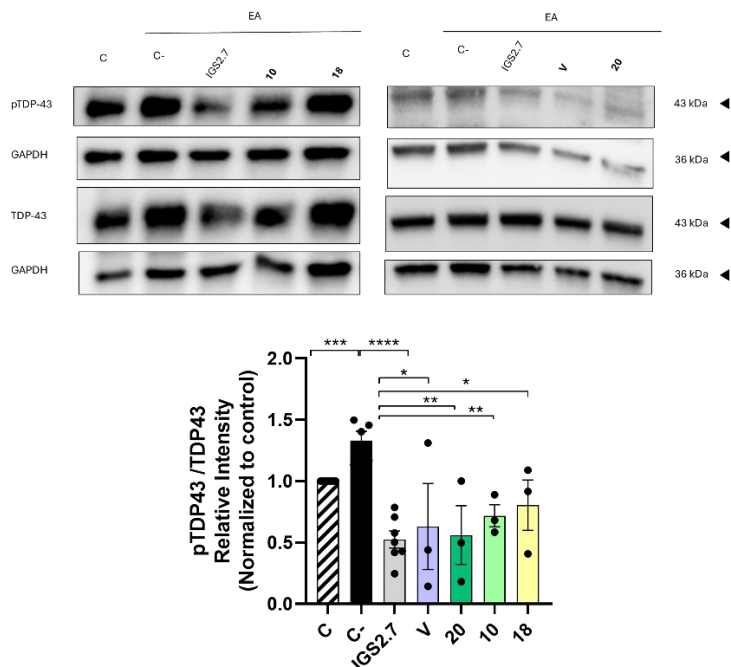 EA
EA
C C- IGS2.7 10 18
C C- IGS2.7 V 20
pTDP-43
43 kDa
GAPDH
36 kDa
TDP-43
43 kDa
GAPDH
36 kDa
*** ****
*
*
**
**
pTDP43 /TDP43
Relative Intensity
(Normalized to control)
2.0
1.5
1.0
0.5
0.0
C C- IGS2.7 V 20 10 18